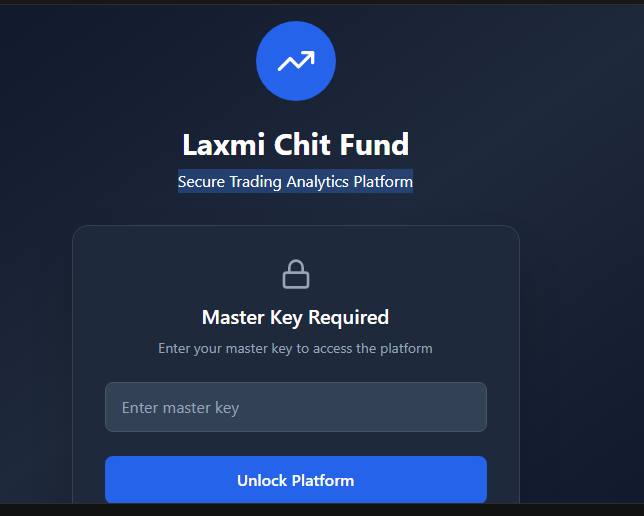 Laxmi Chit Fund
Secure Trading Analytics Platform
Master Key Required
Enter your master key to access the platform
Enter master key
Unlock Platform